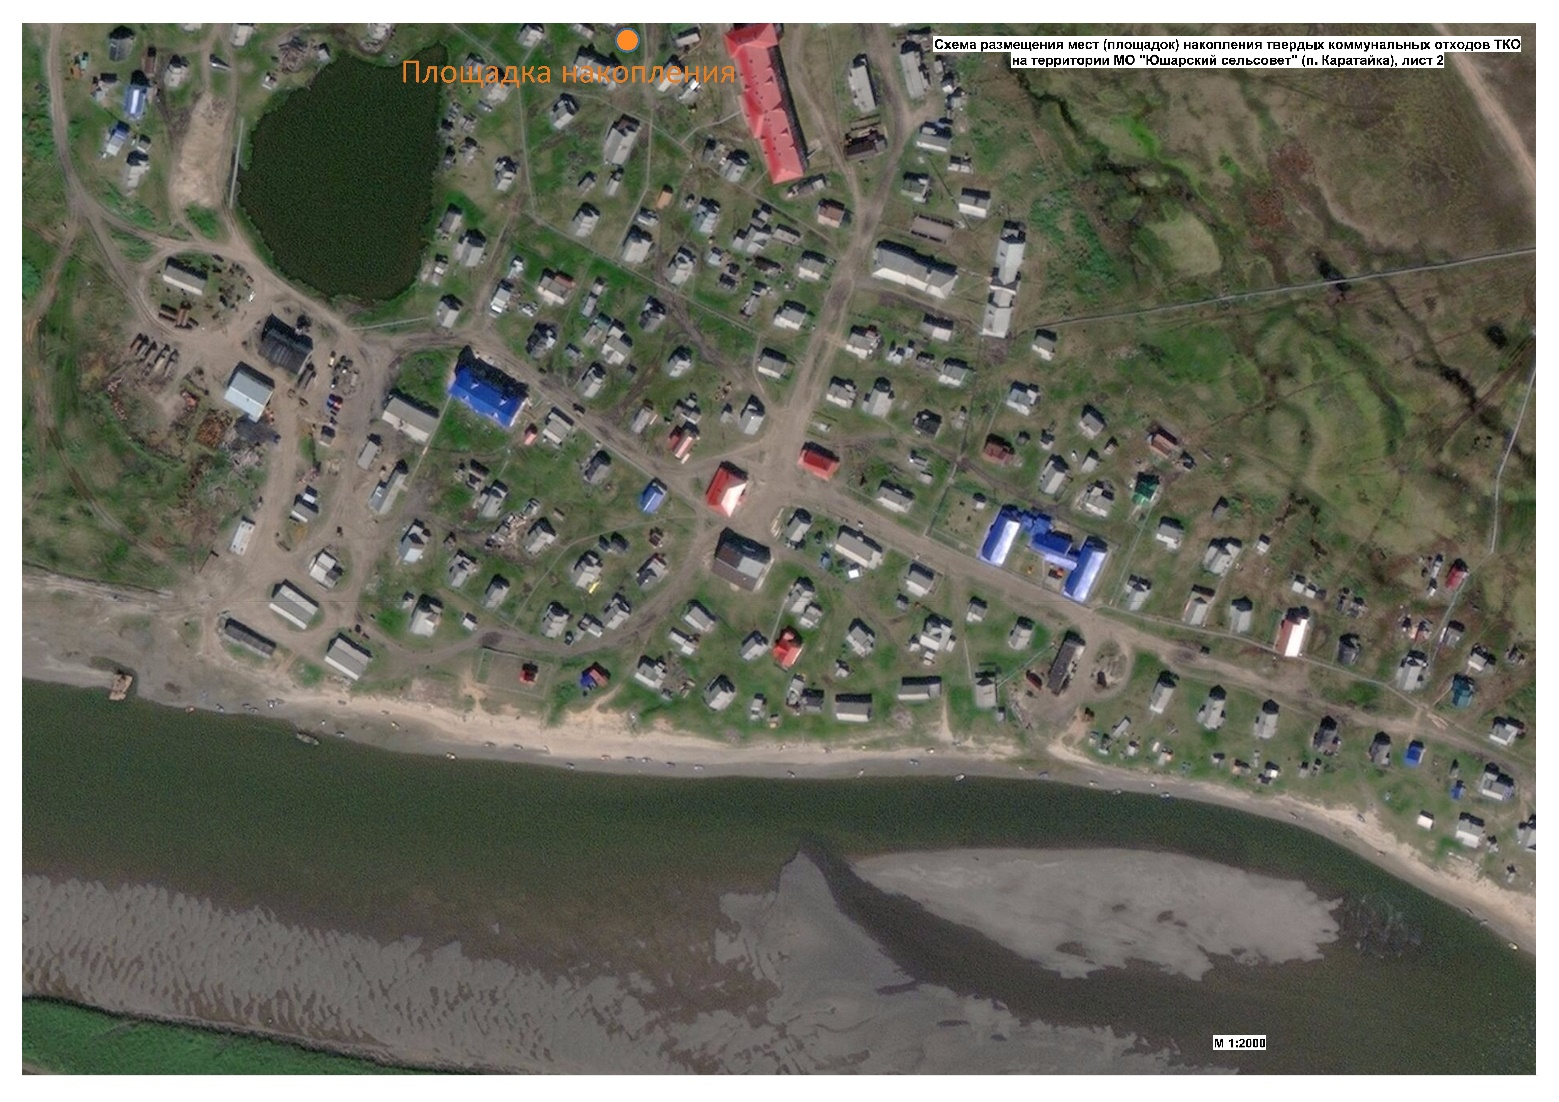 Схема размещения мест (площадок) накопления твердых коммунальных отходов ТКО
на территории МО "Юшарский сельсовет" (п. Каратайка), лист 2
Площадка накопления
М 1:2000